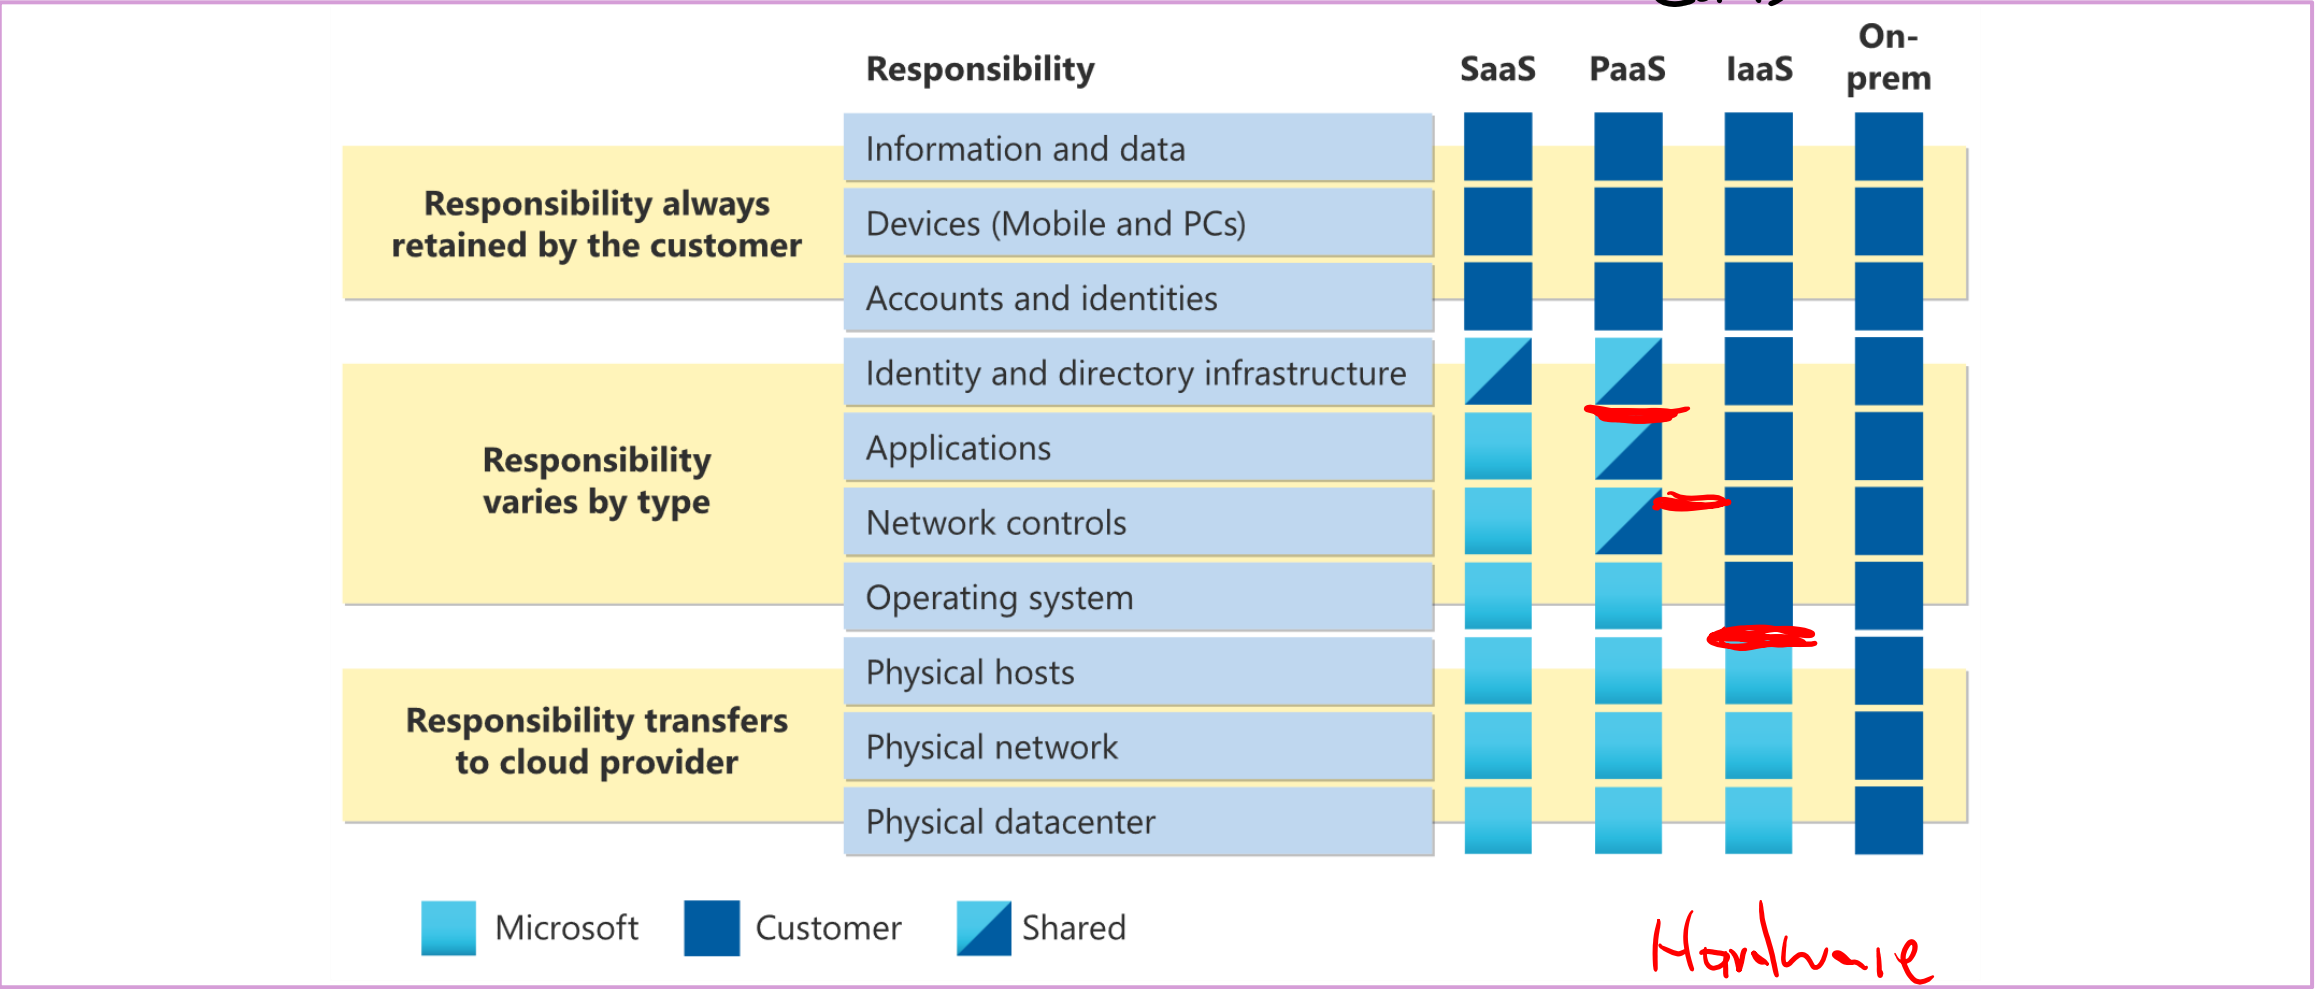 Responsibility
SaaS
PaaS
IaaS
On-
prem
Responsibility always
retained by the customer
Information and data
Devices (Mobile and PCs)
Accounts and identities
Responsibility
varies by type
Identity and directory infrastructure
Applications
Network controls
Operating system
Responsibility transfers
to cloud provider
Physical hosts
Physical network
Physical datacenter
Microsoft
Customer
Shared
Hardware